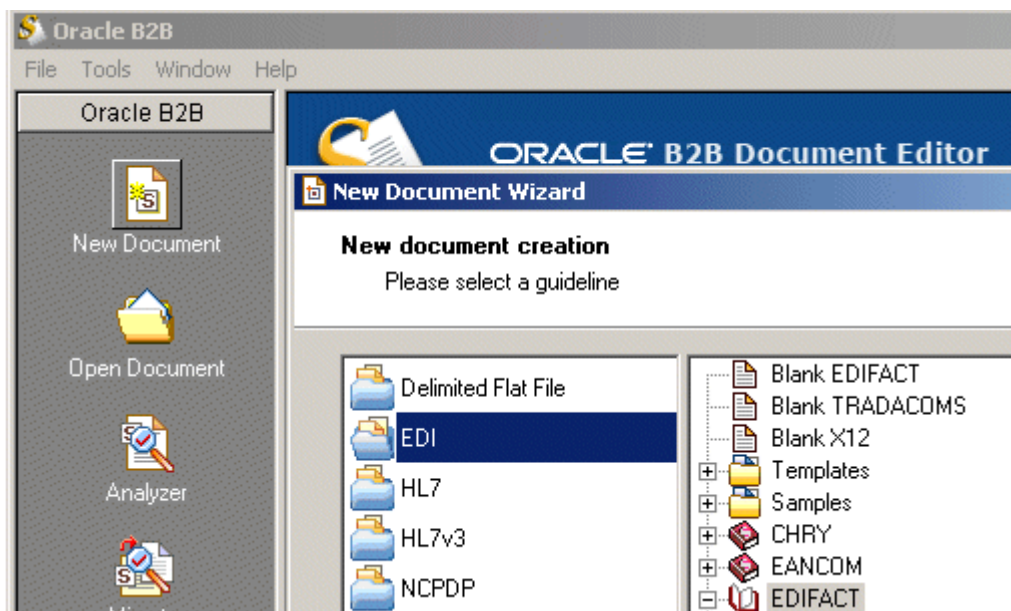 Oracle B2B
File Tools Window Help
Oracle B2B
New Document
Open Document
Analyzer
ORACLE B2B Document Editor
New Document Wizard
New document creation
Please select a guideline
Delimited Flat File
EDI
HL7
HL7v3
NCPDP
Blank EDIFACT
Blank TRADACOMS
Blank X12
Templates
Samples
CHRY
EANCOM
EDIFACT